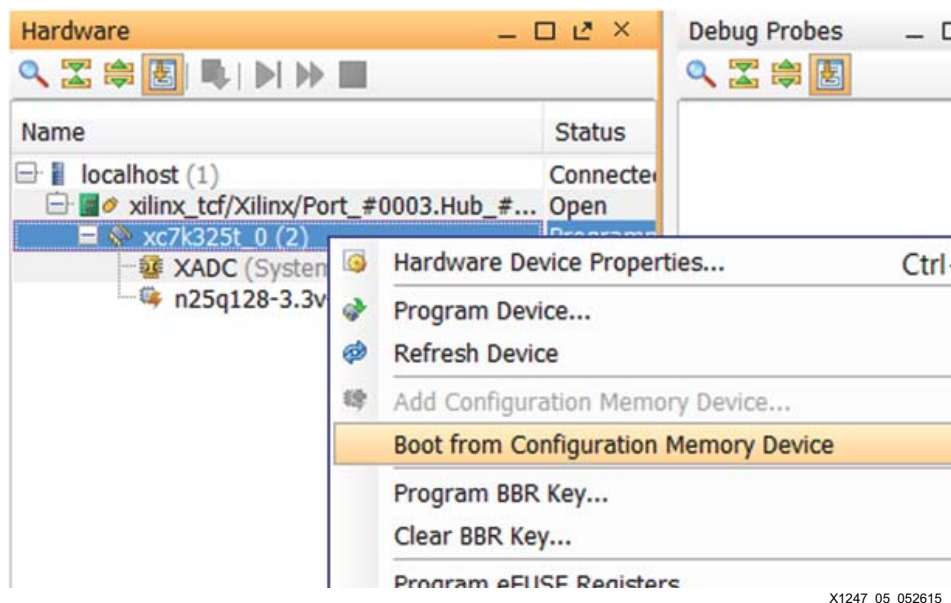 Hardware
Debug Probes
Name
Status
localhost (1)
Connected
xilinx_tcf/Xilinx/Port_#0003.Hub_#...
Open
xc7k325t_0 (2)
XADC (System
n25q128-3.3v
Hardware Device Properties...
Ctrl
Program Device...
Refresh Device
Add Configuration Memory Device...
Boot from Configuration Memory Device
Program BBR Key...
Clear BBR Key...
Program eFUSE Registers
X1247_05_052615